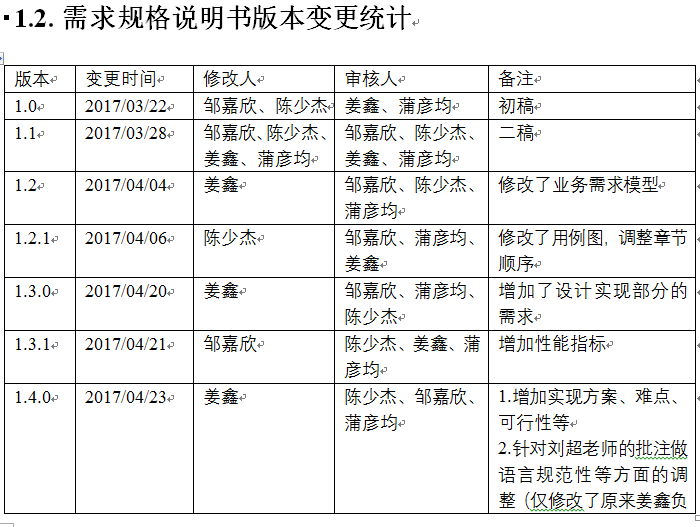 1.2. 需求规格说明书版本变更统计
版本 变更时间 修改人 审核人 备注
1.0 2017/03/22 邹嘉欣、陈少杰 姜鑫、蒲彦均 初稿
1.1 2017/03/28 邹嘉欣、陈少杰、 邹嘉欣、陈少杰、 二稿
姜鑫、蒲彦均 姜鑫、蒲彦均
1.2 2017/04/04 姜鑫 邹嘉欣、陈少杰、 修改了业务需求模型
蒲彦均
1.2.1 2017/04/06 陈少杰 邹嘉欣、蒲彦均、 修改了用例图，调整章节
姜鑫 顺序
1.3.0 2017/04/20 姜鑫 邹嘉欣、蒲彦均、 增加了设计实现部分的
陈少杰 需求
1.3.1 2017/04/21 邹嘉欣 陈少杰、姜鑫、蒲 增加性能指标
彦均
1.4.0 2017/04/23 姜鑫 陈少杰、邹嘉欣、 1.增加实现方案、难点、
蒲彦均 可行性等
2.针对刘超老师的批注做
语言规范性等方面的调
整（仅修改了原来姜鑫负